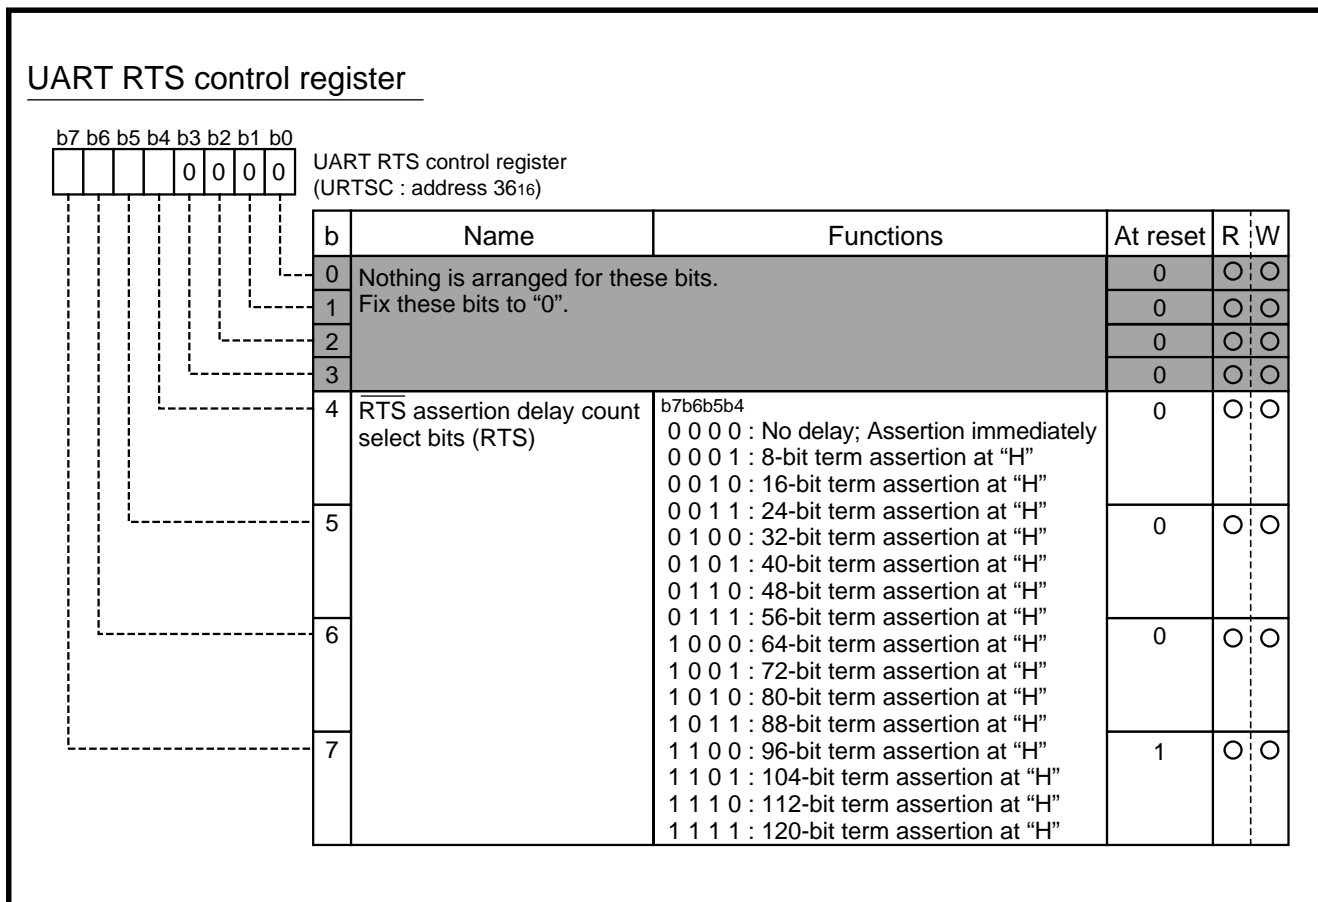 UART RTS control register
b7 b6 b5 b4 b3 b2 b1 b0
0 0 0 0
UART RTS control register
(URTSC : address 3616)
b Name Functions At reset R W
0 Nothing is arranged for these bits. 0 O O
1 Fix these bits to “0”. 0 O O
2 0 O O
3 0 O O
4 RTS assertion delay count b7b6b5b4 0 O O
select bits (RTS) 0 0 0 0 : No delay; Assertion immediately
0 0 0 1 : 8-bit term assertion at “H”
0 0 1 0 : 16-bit term assertion at “H”
0 0 1 1 : 24-bit term assertion at “H”
5 0 1 0 0 : 32-bit term assertion at “H” 0 O O
0 1 0 1 : 40-bit term assertion at “H”
0 1 1 0 : 48-bit term assertion at “H”
0 1 1 1 : 56-bit term assertion at “H”
6 1 0 0 0 : 64-bit term assertion at “H” 0 O O
1 0 0 1 : 72-bit term assertion at “H”
1 0 1 0 : 80-bit term assertion at “H”
1 0 1 1 : 88-bit term assertion at “H”
7 1 1 0 0 : 96-bit term assertion at “H” 1 O O
1 1 0 1 : 104-bit term assertion at “H”
1 1 1 0 : 112-bit term assertion at “H”
1 1 1 1 : 120-bit term assertion at “H”